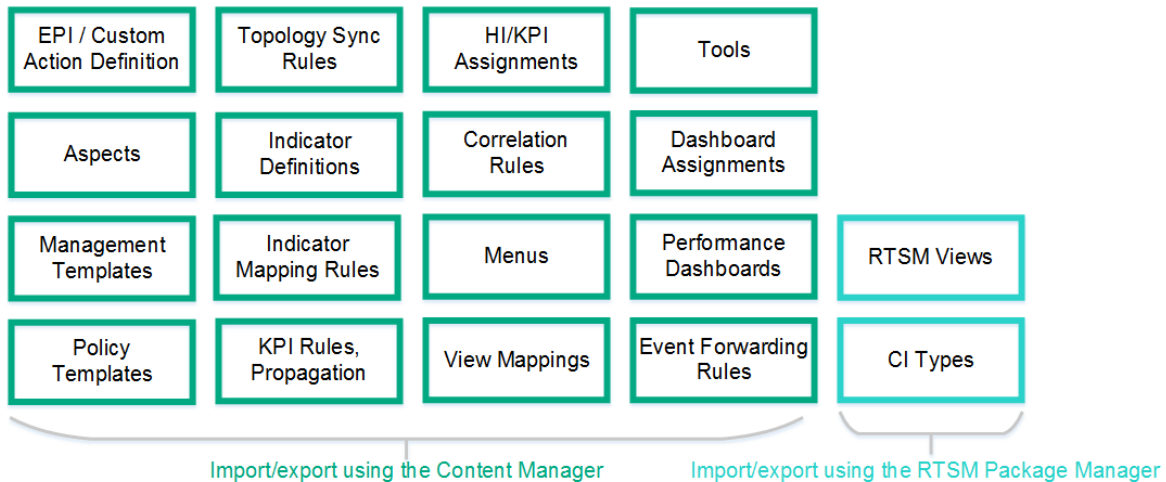 EPI / Custom
Action Definition
Topology Sync
Rules
HI/KPI
Assignments
Tools
Aspects
Indicator
Definitions
Correlation
Rules
Dashboard
Assignments
Management
Templates
Indicator
Mapping Rules
Menus
Performance
Dashboards
RTSM Views
Policy
Templates
KPI Rules,
Propagation
View Mappings
Event Forwarding
Rules
CI Types
Import/export using the Content Manager
Import/export using the RTSM Package Manager